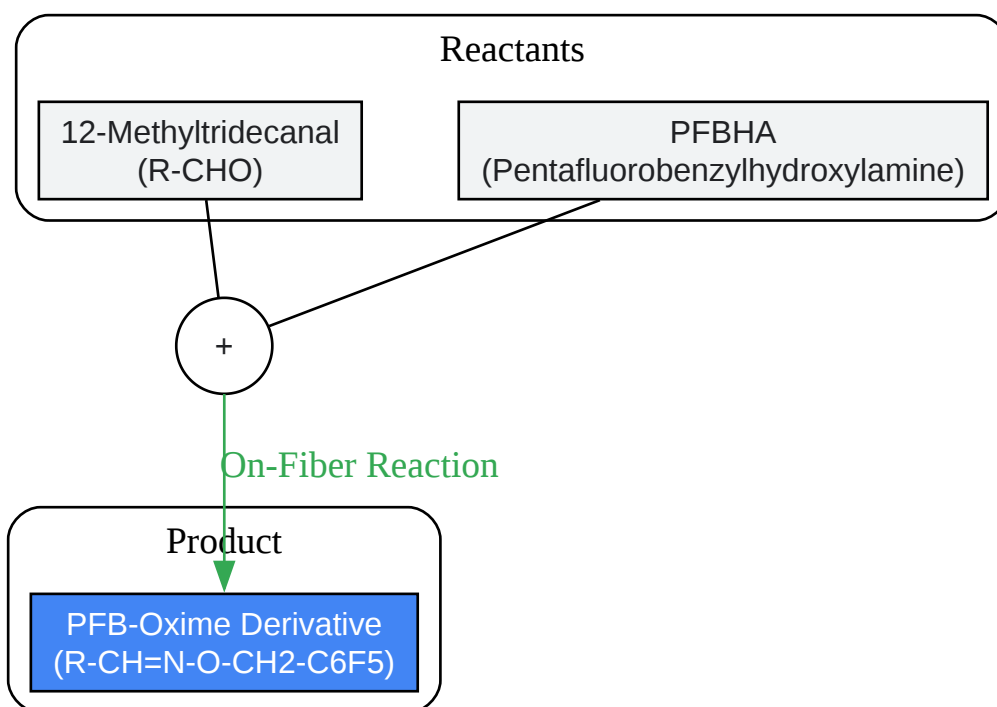 Reactants
12-Methyltridecanal
(R-CHO)
PFBHA
(Pentafluorobenzylhydroxylamine)
+
On-Fiber Reaction
Product
PFB-Oxime Derivative
(R-CH=N-O-CH2-C6F5)